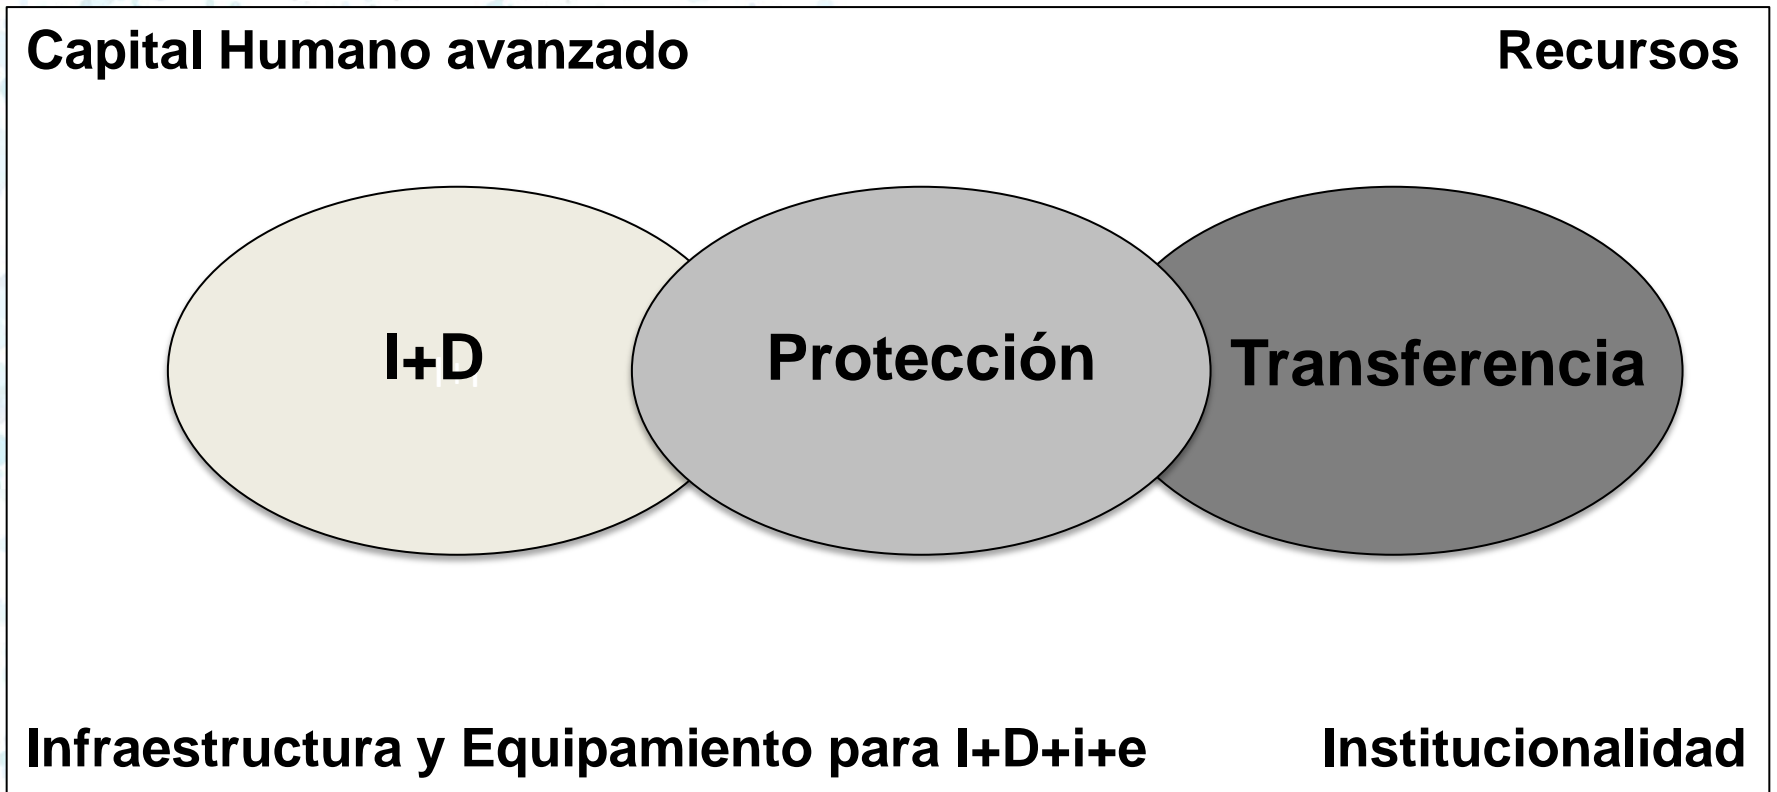 Capital Humano avanzado
Recursos
I+D
Protección
Transferencia
Infraestructura y Equipamiento para I+D+i+e
Institucionalidad